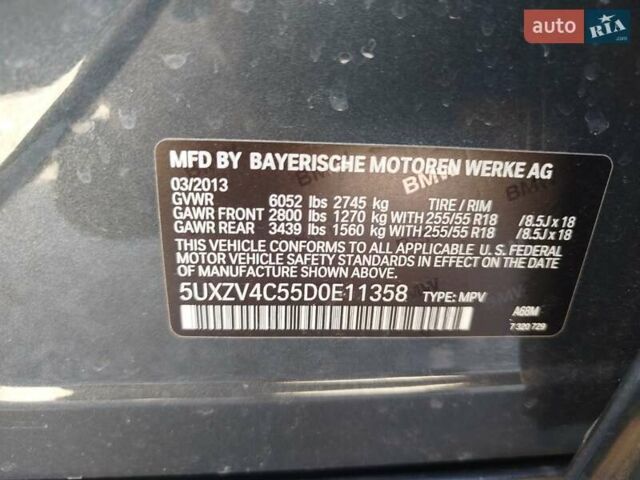 auto RIA
.com
MFD BY BAYERISCHE MOTOREN WERKE AG
03/2013
GVWR 6052 lbs 2745 kg TIRE / RIM
GAWR FRONT 2800 lbs 1270 kg WITH 255/55 R18 /8.5J x 18
GAWR REAR 3439 lbs 1560 kg WITH 255/55 R18 /8.5J x 18
THIS VEHICLE CONFORMS TO ALL APPLICABLE U.S. FEDERAL
MOTOR VEHICLE SAFETY STANDARDS IN EFFECT ON THE DATE
OF MANUFACTURE SHOWN ABOVE.
5UXZV4C55D0E11358 TYPE: MPV
A68M
7 320 729